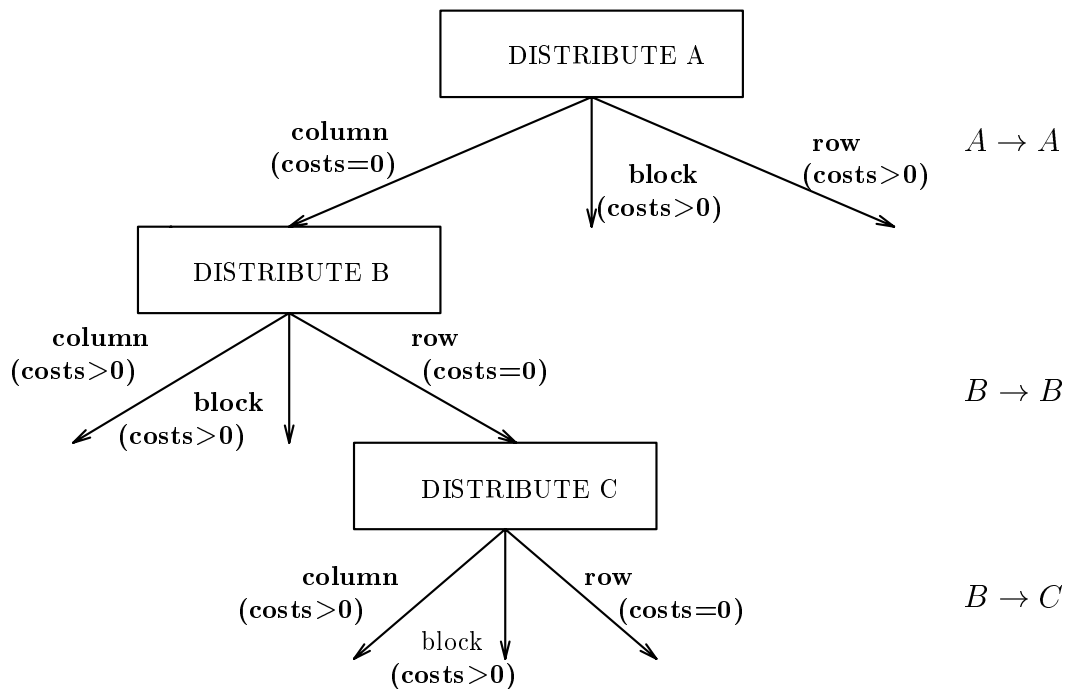 DISTRIBUTE A
column
(costs=0)
block
(costs>0)
row
(costs>0)
A → A
DISTRIBUTE B
column
(costs>0)
block
(costs>0)
row
(costs=0)
B → B
DISTRIBUTE C
column
(costs>0)
block
(costs>0)
row
(costs=0)
B → C